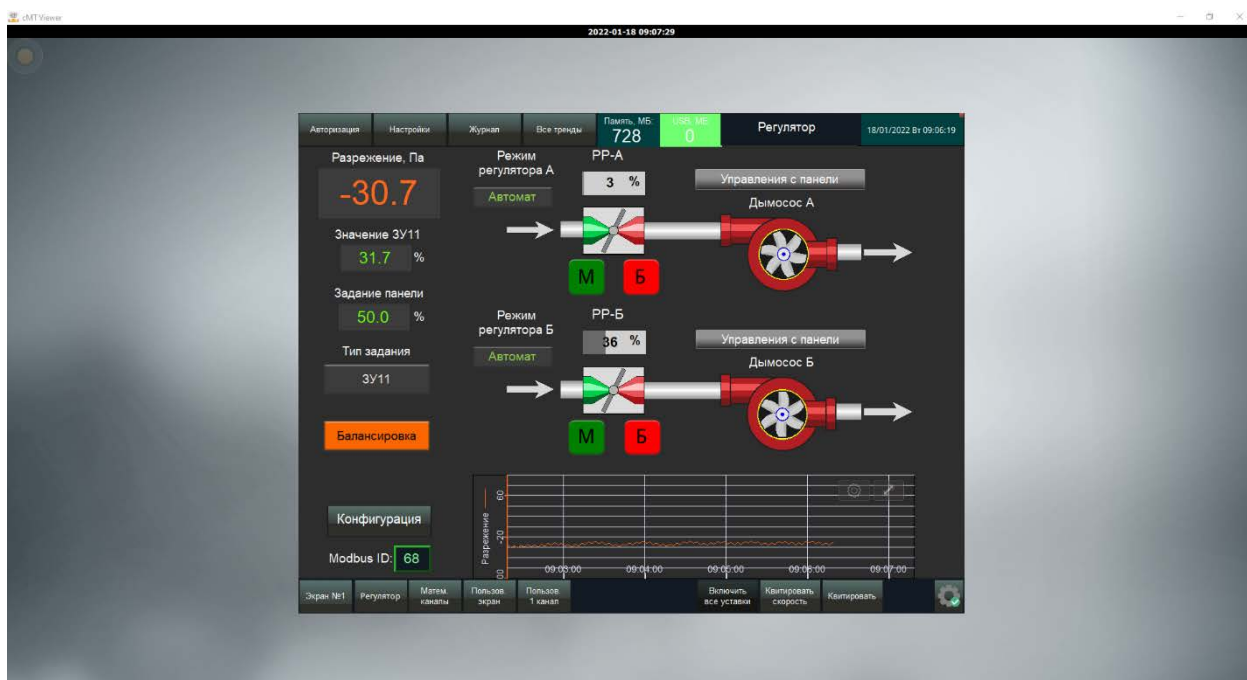 cMT Viewer
2022-01-18 09:07:29
Авторизация
Настройки
Журнал
Все тренды
Память, МБ:
728
USB, МБ:
0
Регулятор
18/01/2022 Вт 09:06:19
Разрежение, Па
-30.7
Значение ЗУ11
31.7 %
Задание панели
50.0 %
Тип задания
ЗУ11
Балансировка
Конфигурация
Modbus ID: 68
Режим
регулятора А
Автомат
РР-А
3 %
Управления с панели
Дымосос А
М
Б
Режим
регулятора Б
Автомат
РР-Б
36 %
Управления с панели
Дымосос Б
М
Б
Разрежение
60
-20
00
09:03:00
09:04:00
09:05:00
09:06:00
09:07:00
Экран №1
Регулятор
Матем.
каналы
Пользов.
экран
Пользов.
1 канал
Включить
все уставки
Квитировать
скорость
Квитировать